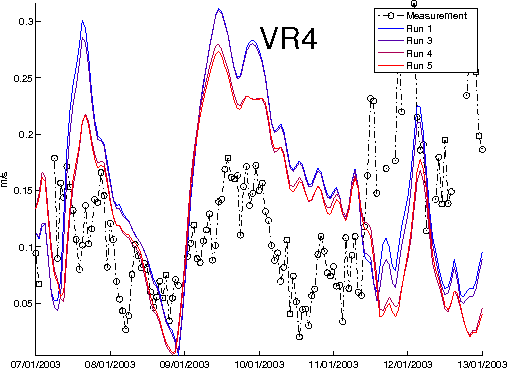 0.3
VR4
Measurement
Run 1
Run 3
Run 4
Run 5
0.25
0.2
m/s
0.15
0.1
0.05
07/01/2003 08/01/2003 09/01/2003 10/01/2003 11/01/2003 12/01/2003 13/01/2003